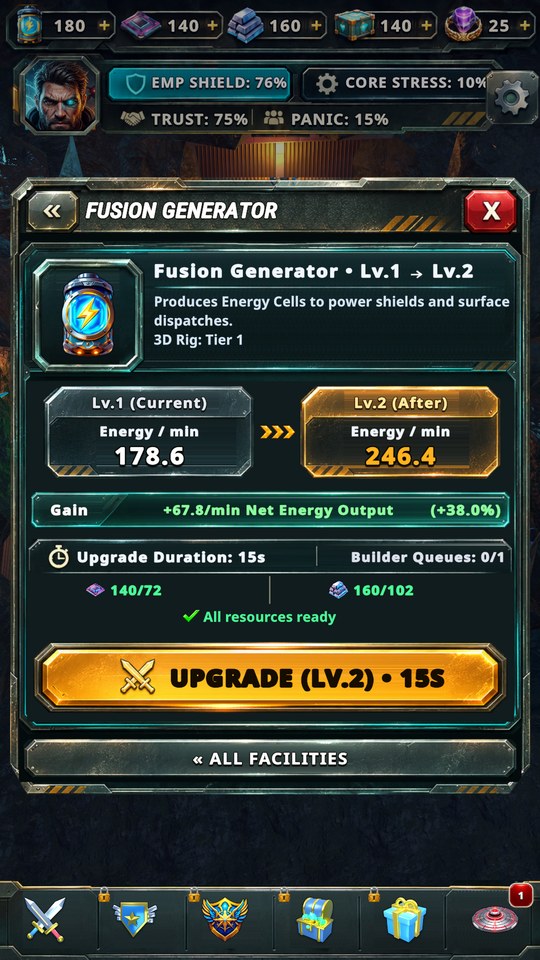 180 + 140 + 160 + 140 + 25 +
EMP SHIELD: 76% CORE STRESS: 10%
TRUST: 75% PANIC: 15%
« FUSION GENERATOR X
Fusion Generator • Lv.1 → Lv.2
Produces Energy Cells to power shields and surface
dispatches.
3D Rig: Tier 1
Lv.1 (Current) Lv.2 (After)
Energy / min Energy / min
178.6 246.4
Gain +67.8/min Net Energy Output (+38.0%)
Upgrade Duration: 15s Builder Queues: 0/1
140/72 160/102
All resources ready
UPGRADE (LV.2) • 15S
« ALL FACILITIES
1